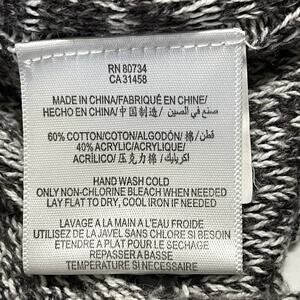 RN 80734
CA 31458
MADE IN CHINA/FABRIQUÉ EN CHINE/
HECHO EN CHINA/中国制造/صنع في الصين
60% COTTON/COTON/ALGODÓN/棉/قطن
40% ACRYLIC/ACRYLIQUE/
ACRÍLICO/压克力棉/اكريليك
HAND WASH COLD
ONLY NON-CHLORINE BLEACH WHEN NEEDED
LAY FLAT TO DRY, COOL IRON IF NEEDED
LAVAGE A LA MAIN A L'EAU FROIDE
UTILISEZ DE LA JAVEL SANS CHLORE SI BESOIN
ETENDRE A PLAT POUR LE SECHAGE
REPASSER A BASSE
TEMPERATURE SI NECESSAIRE